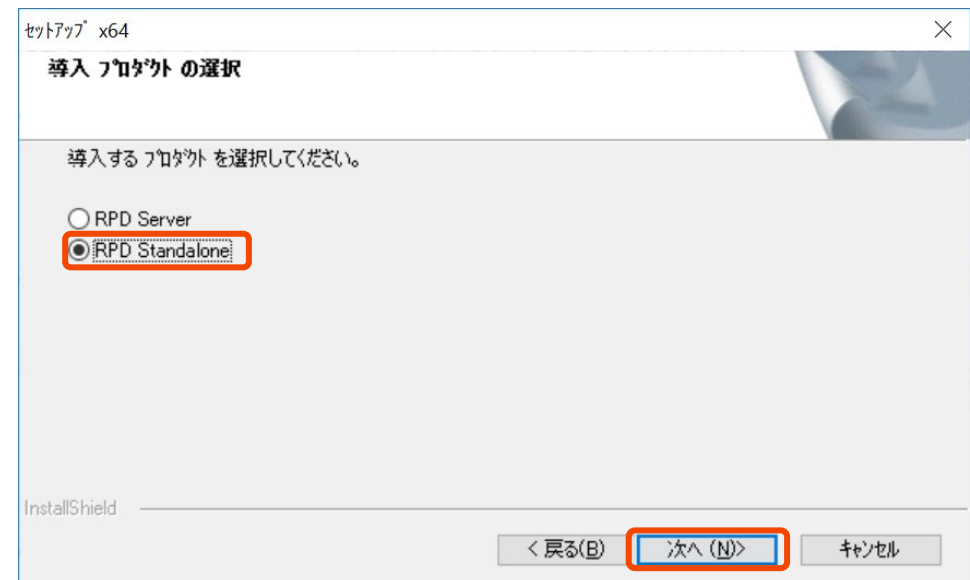 ｾｯﾄｱｯﾌﾟ x64
導入 ﾌﾟﾛﾀﾞｸﾄ の選択
導入する ﾌﾟﾛﾀﾞｸﾄ を選択してください。
RPD Server
RPD Standalone
InstallShield
< 戻る(B)
次へ (N)>
ｷｬﾝｾﾙ